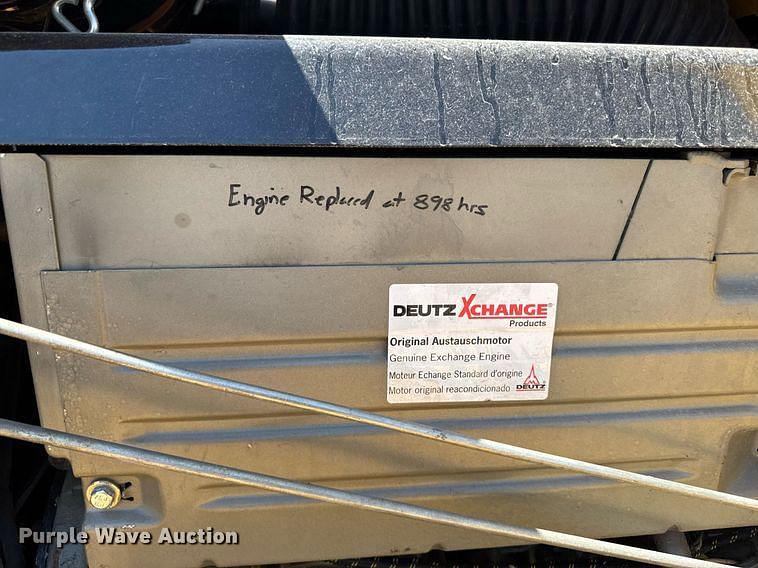 Engine Replaced at 898 hrs
DEUTZ XCHANGE®
Products
Original Austauschmotor
Genuine Exchange Engine
Moteur Echange Standard d'origine
Motor original reacondicionado
DEUTZ
Purple Wave Auction